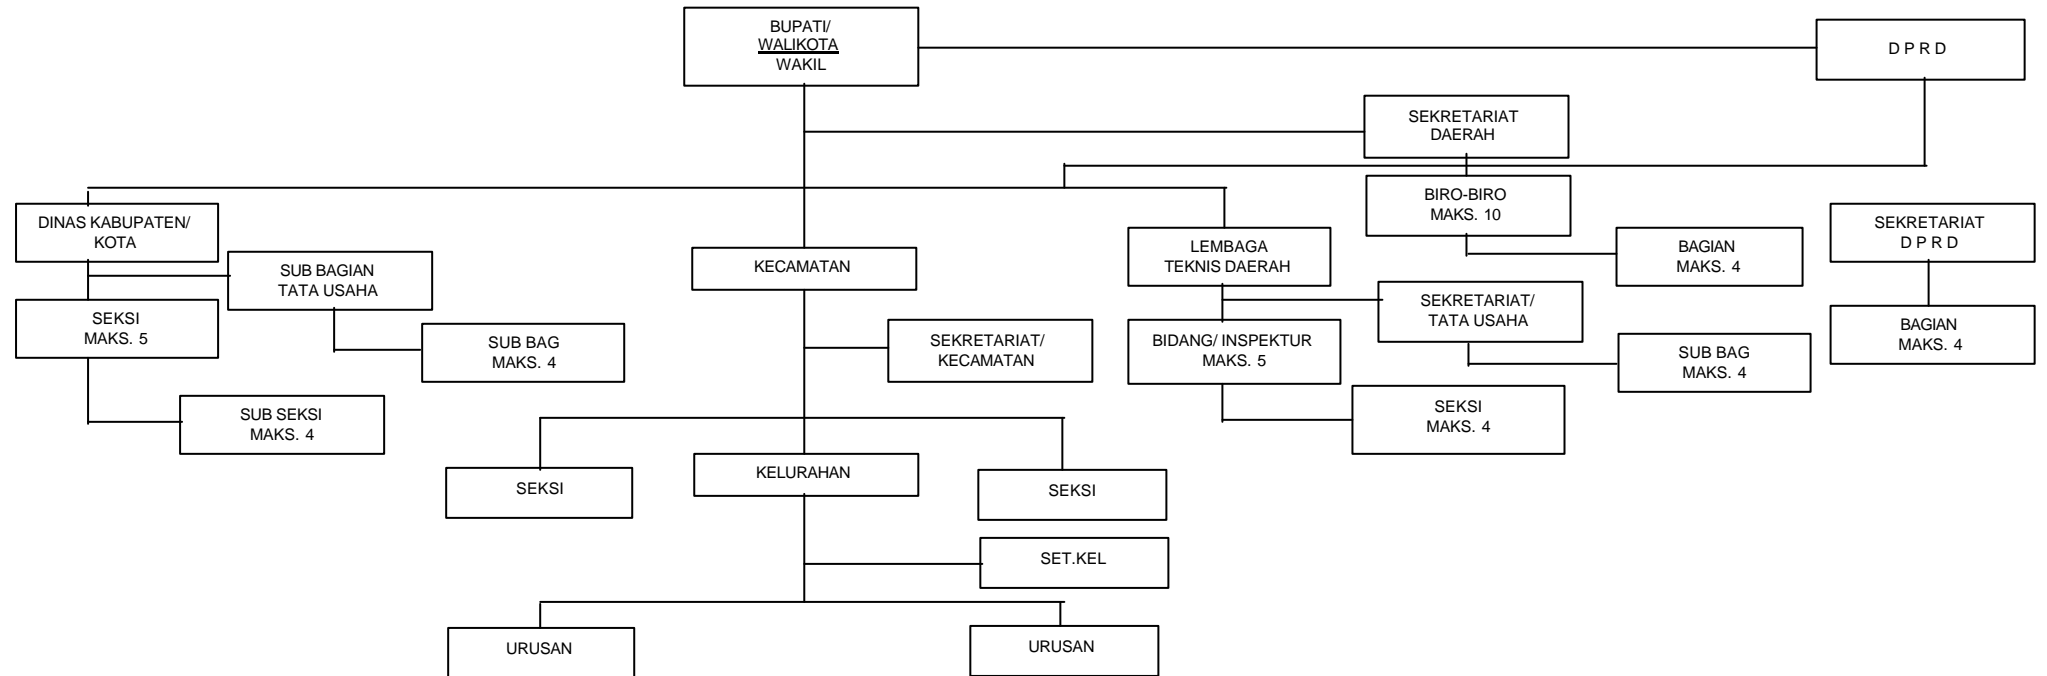 BUPATI/
WALIKOTA
WAKIL
D P R D
SEKRETARIAT
DAERAH
BIRO-BIRO
MAKS. 10
DINAS KABUPATEN/
KOTA
SEKRETARIAT
D P R D
LEMBAGA
TEKNIS DAERAH
BAGIAN
MAKS. 4
KECAMATAN
SUB BAGIAN
TATA USAHA
SEKRETARIAT/
TATA USAHA
SEKSI
MAKS. 5
BAGIAN
MAKS. 4
SUB BAG
MAKS. 4
SEKRETARIAT/
KECAMATAN
BIDANG/ INSPEKTUR
MAKS. 5
SUB BAG
MAKS. 4
SUB SEKSI
MAKS. 4
SEKSI
MAKS. 4
KELURAHAN
SEKSI
SEKSI
SET.KEL
URUSAN
URUSAN